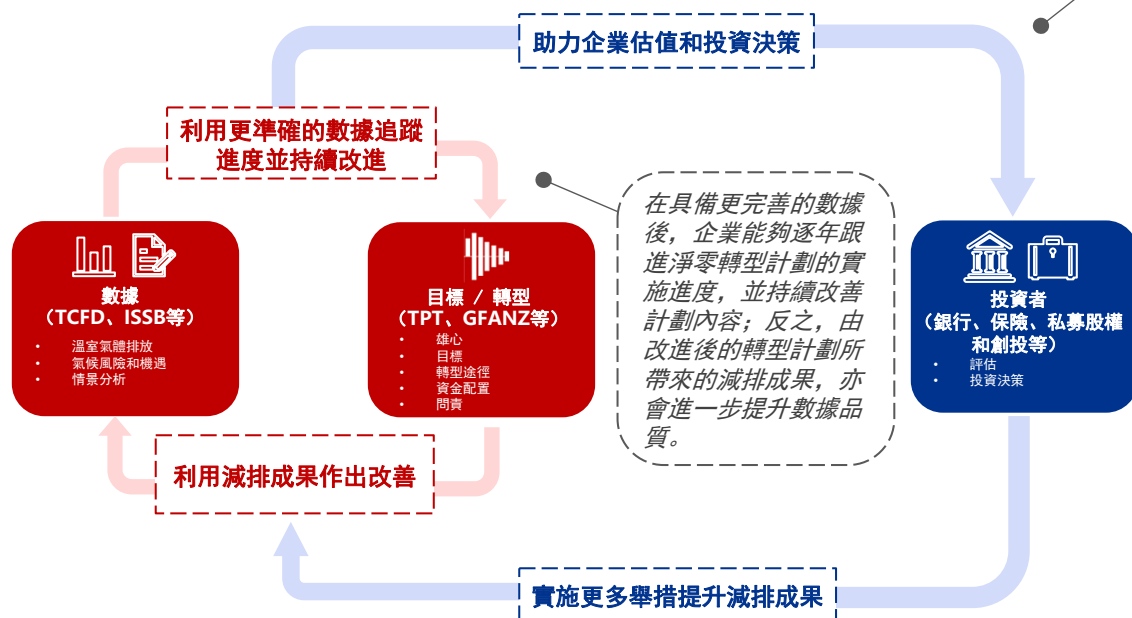 助力企業估值和投資決策
利用更準確的數據追蹤
進度並持續改進
數據
（TCFD、ISSB等）
• 溫室氣體排放
• 氣候風險和機遇
• 情景分析
目標 / 轉型
（TPT、GFANZ等）
• 雄心
• 目標
• 轉型途徑
• 資金配置
• 問責
在具備更完善的數據
後，企業能夠逐年跟
進淨零轉型計劃的實
施進度，並持續改善
計劃內容；反之，由
改進後的轉型計劃所
帶來的減排成果，亦
會進一步提升數據品
質。
投資者
（銀行、保險、私募股權
和創投等）
• 評估
• 投資決策
利用減排成果作出改善
實施更多舉措提升減排成果